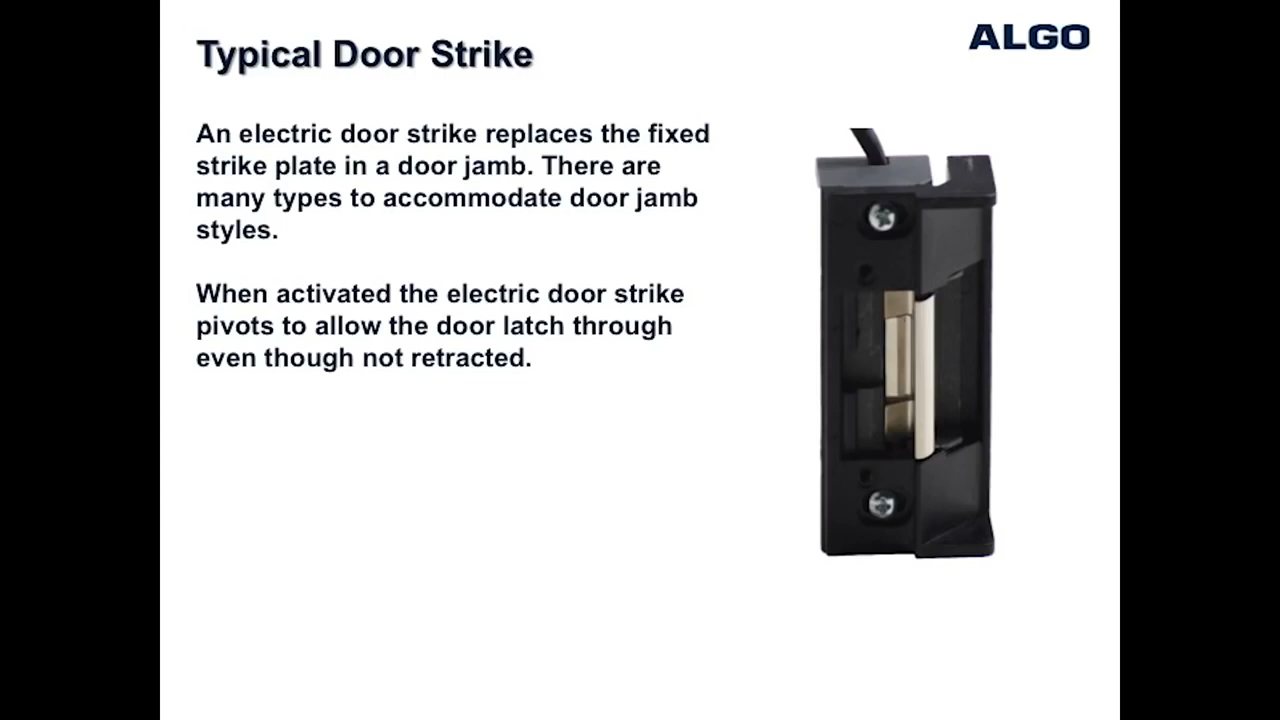 Typical Door Strike
ALGO
An electric door strike replaces the fixed
strike plate in a door jamb. There are
many types to accommodate door jamb
styles.
When activated the electric door strike
pivots to allow the door latch through
even though not retracted.